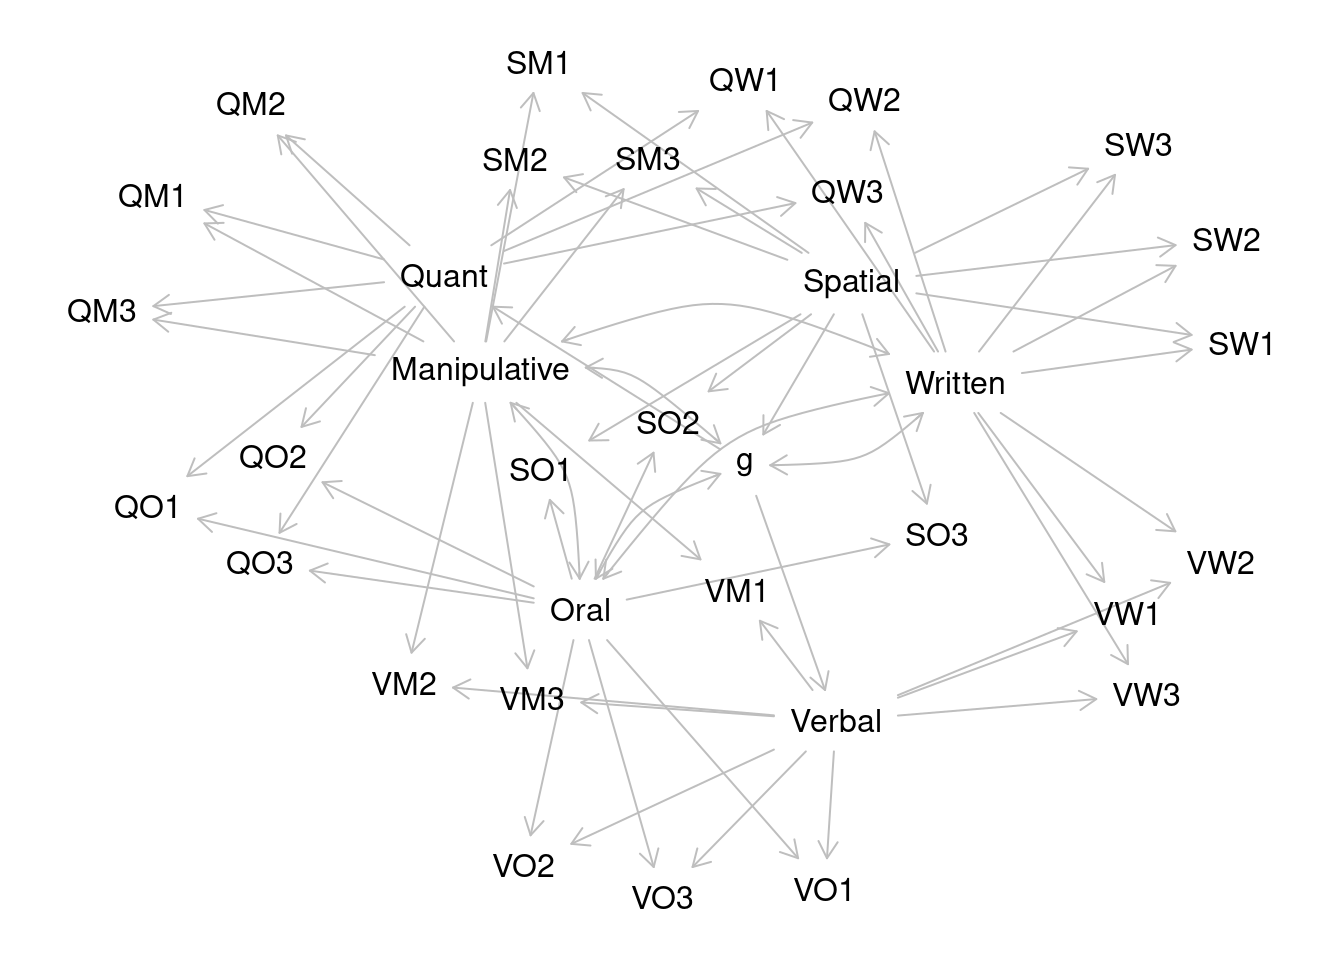 SM1
QW1
QW2
QM2
SW3
SM2
SM3
QM1
QW3
SW2
Quant
Spatial
QM3
SW1
Manipulative
Written
SO2
QO2
g
SO1
QO1
SO3
QO3
VW2
VM1
Oral
VW1
VM2
VM3
VW3
Verbal
VO2
VO3
VO1